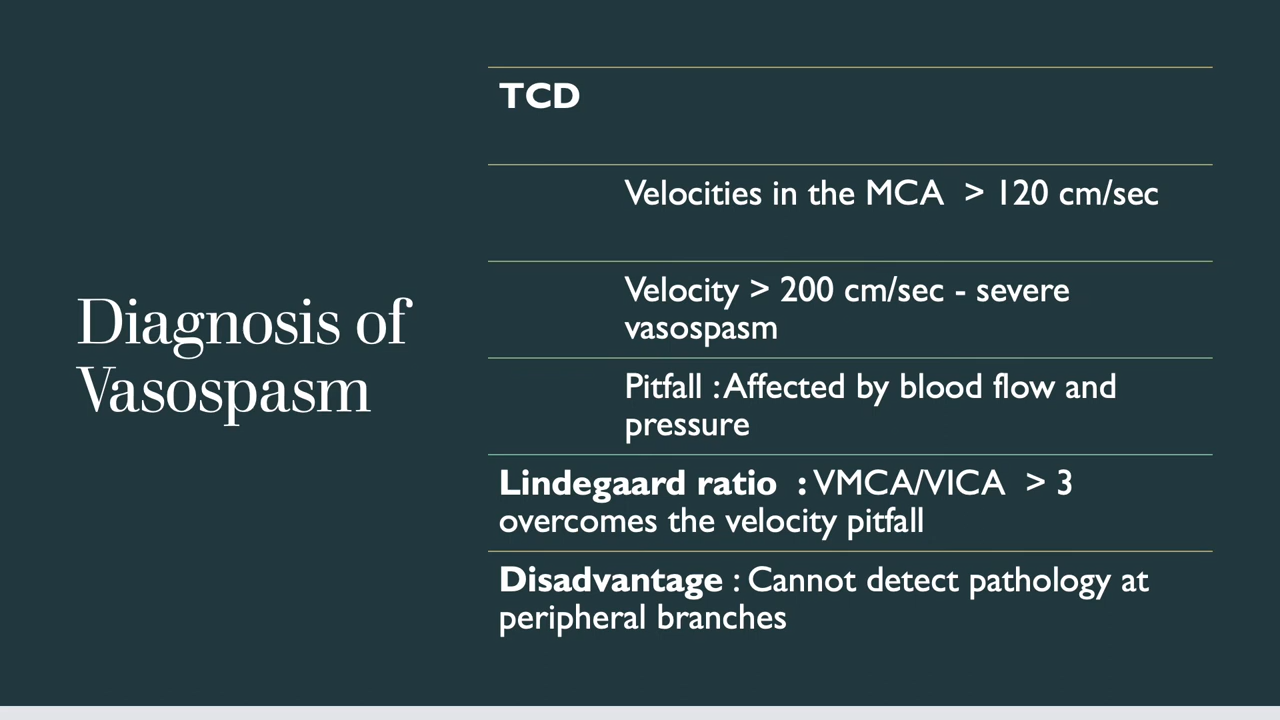 Diagnosis of
Vasospasm
TCD
Velocities in the MCA > 120 cm/sec
Velocity > 200 cm/sec - severe
vasospasm
Pitfall : Affected by blood flow and
pressure
Lindegaard ratio : VMCA/VICA > 3
overcomes the velocity pitfall
Disadvantage : Cannot detect pathology at
peripheral branches